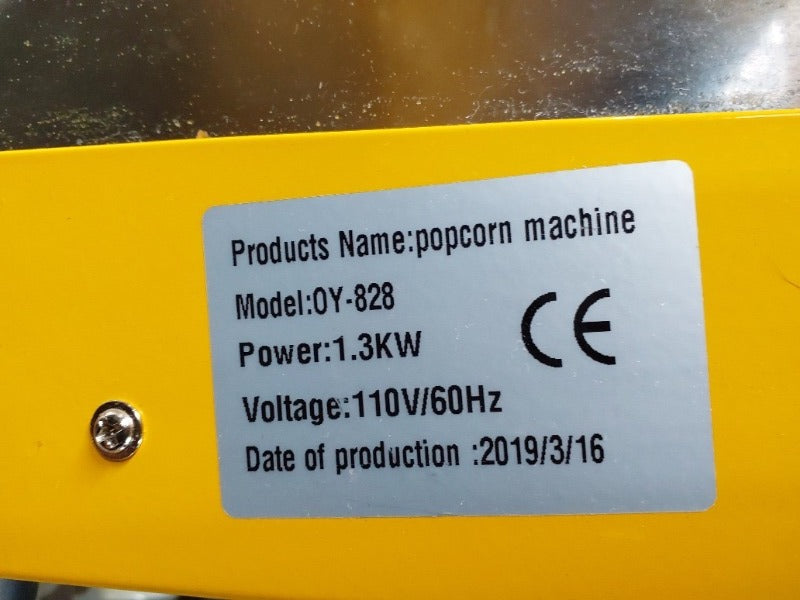 Products Name:popcorn machine
Model:OY-828
Power:1.3KW
CE
Voltage:110V/60Hz
Date of production :2019/3/16